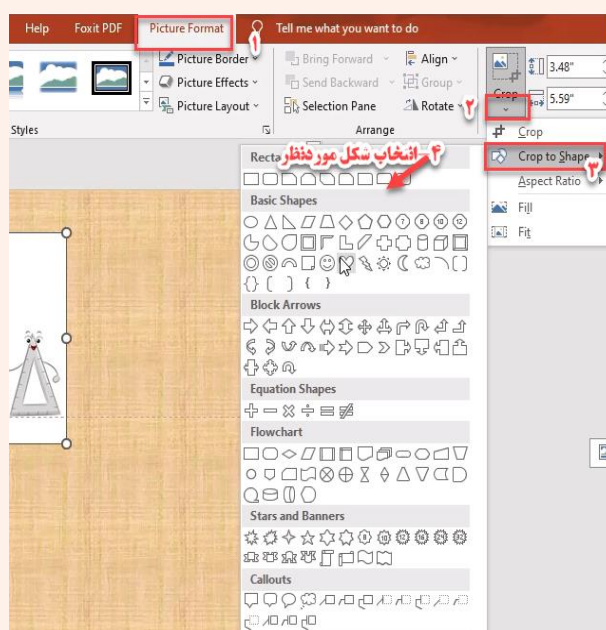 Help Foxit PDF Picture Format Tell me what you want to do
۱
Picture Border Bring Forward Align
Picture Effects Send Backward Group
Picture Layout Selection Pane Rotate
Crop 3.48"
5.59"
۲
Styles Arrange
Crop
Crop to Shape
۳
Aspect Ratio
Fill
Fit
۴- انتخاب شکل موردنظر
Basic Shapes
Block Arrows
Equation Shapes
Flowchart
Stars and Banners
Callouts